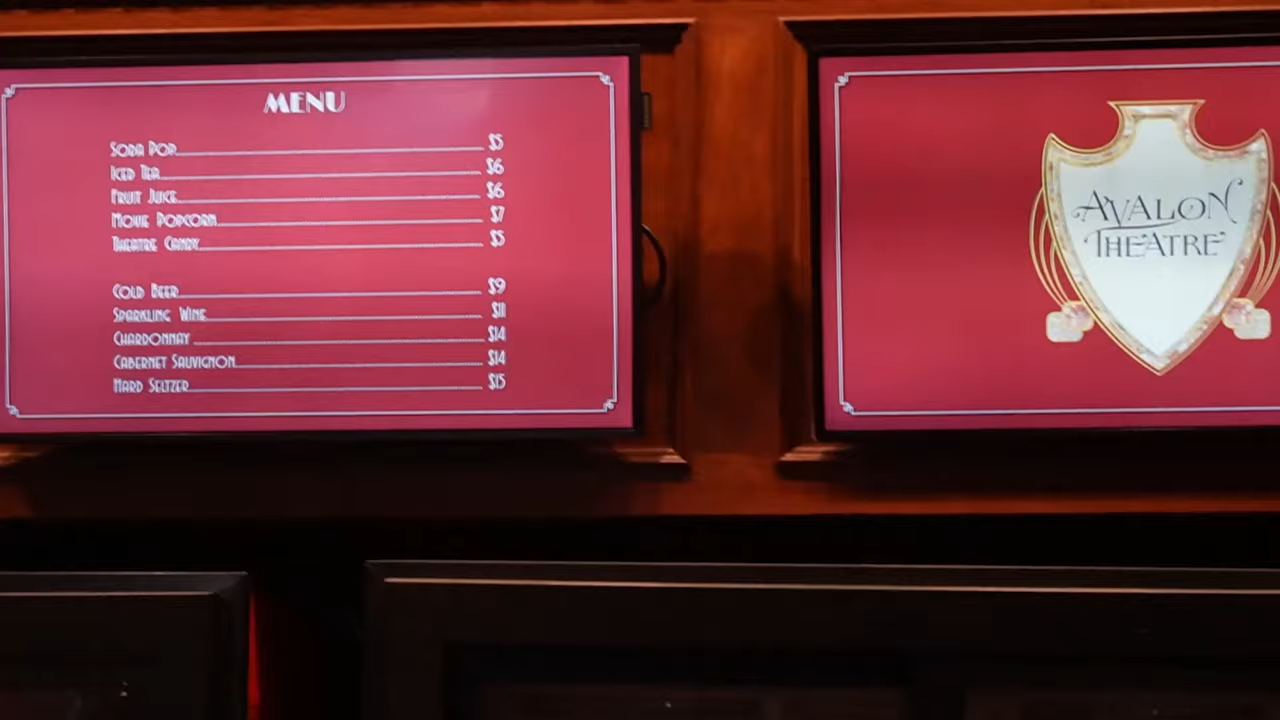 MENU
SODA POP $5
ICED TEA $6
FRUIT JUICE $6
MOVIE POPCORN $7
THEATRE CANDY $5
COLD BEER $9
SPARKLING WINE $11
CHARDONNAY $14
CABERNET SAUVIGNON $14
HARD SELTZER $15
AVALON
THEATRE